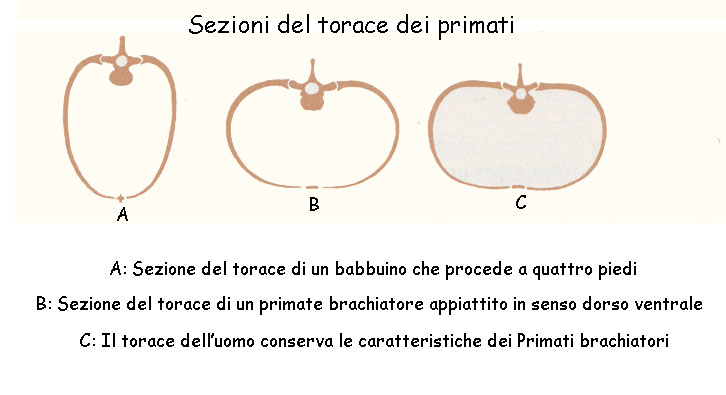 Sezioni del torace dei primati
A
B
C
A: Sezione del torace di un babbuino che procede a quattro piedi
B: Sezione del torace di un primate brachiatore appiattito in senso dorso ventrale
C: Il torace dell'uomo conserva le caratteristiche dei Primati brachiatori